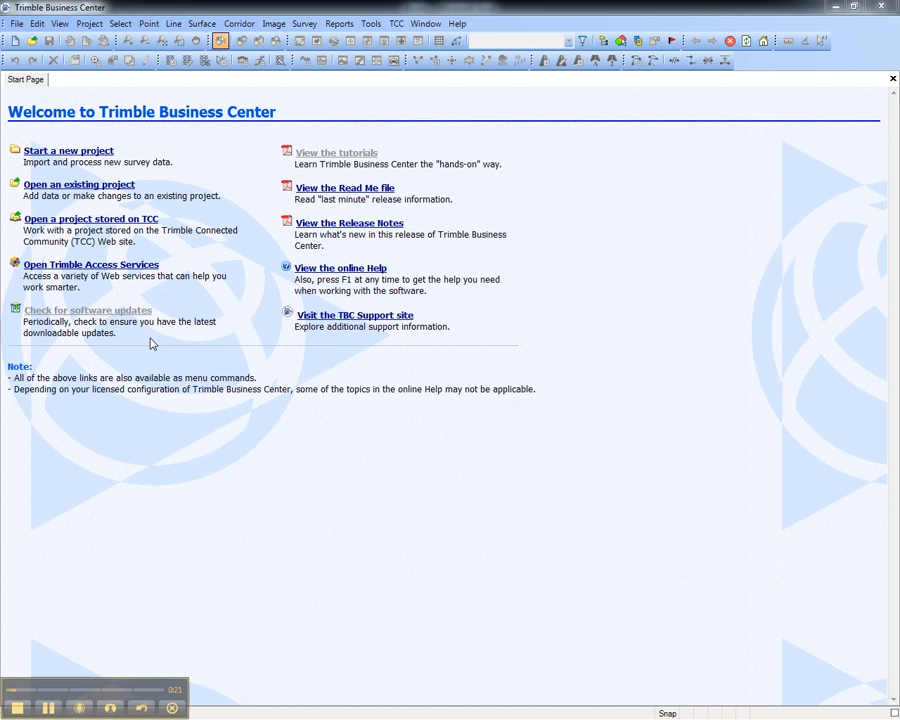 Trimble Business Center
File Edit View Project Select Point Line Surface Corridor Image Survey Reports Tools TCC Window Help
Start Page
Welcome to Trimble Business Center
Start a new project
Import and process new survey data.
Open an existing project
Add data or make changes to an existing project.
Open a project stored on TCC
Work with a project stored on the Trimble Connected
Community (TCC) Web site.
Open Trimble Access Services
Access a variety of Web services that can help you
work smarter.
Check for software updates
Periodically, check to ensure you have the latest
downloadable updates.
View the tutorials
Learn Trimble Business Center the "hands-on" way.
View the Read Me file
Read "last minute" release information.
View the Release Notes
Learn what's new in this release of Trimble Business
Center.
View the online Help
Also, press F1 at any time to get the help you need
when working with the software.
Visit the TBC Support site
Explore additional support information.
Note:
- All of the above links are also available as menu commands.
- Depending on your licensed configuration of Trimble Business Center, some of the topics in the online Help may not be applicable.
0:21
Snap